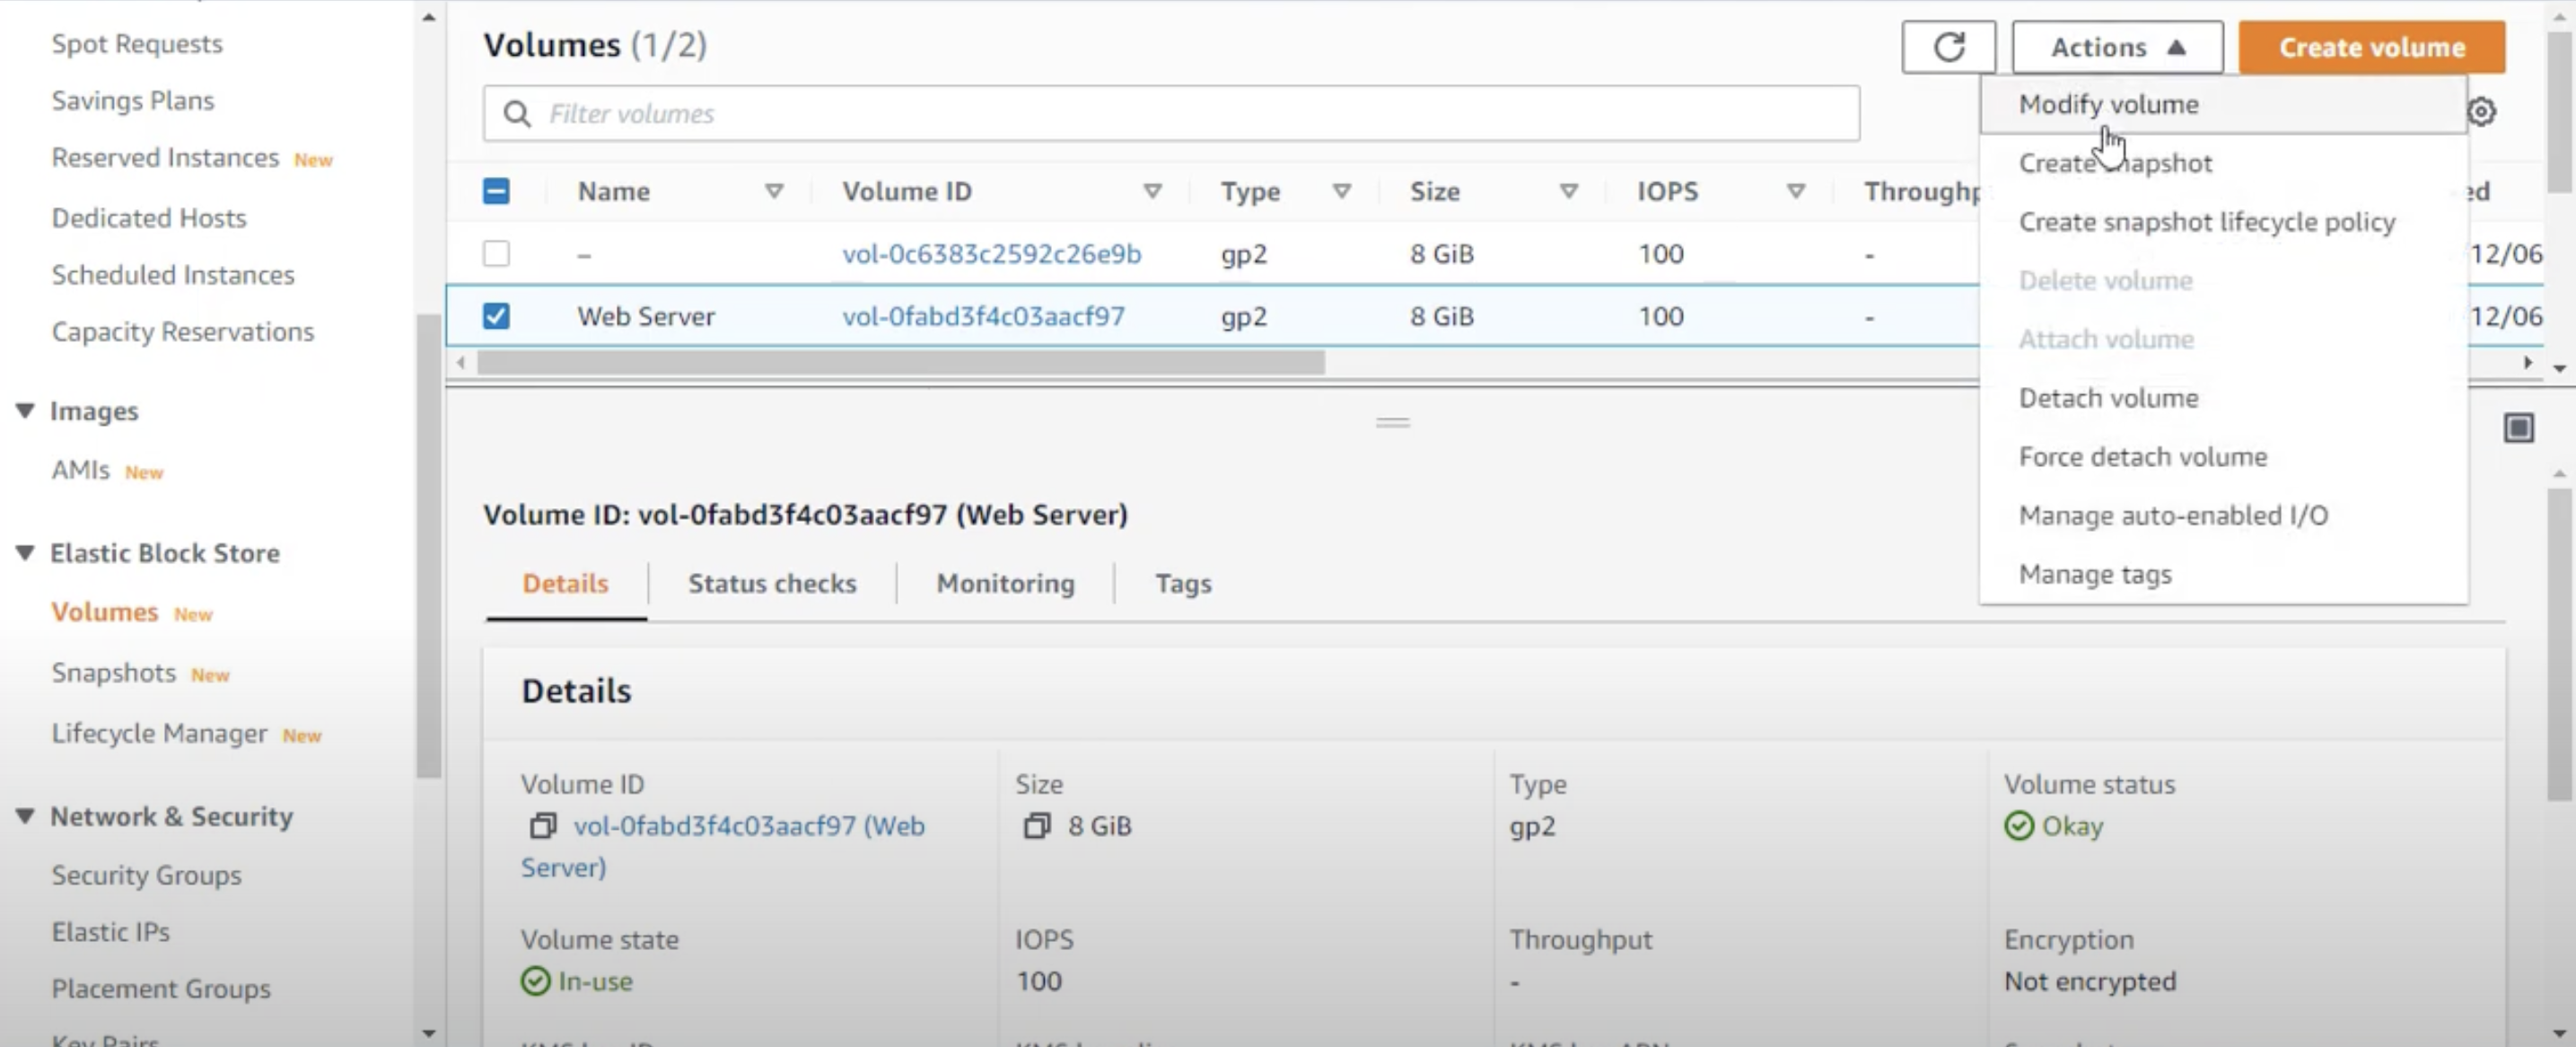 Spot Requests
Savings Plans
Reserved Instances New
Dedicated Hosts
Scheduled Instances
Capacity Reservations
Images
AMIs New
Elastic Block Store
Volumes New
Snapshots New
Lifecycle Manager New
Network & Security
Security Groups
Elastic IPs
Placement Groups
Key Pairs
Volumes (1/2)
Actions
Create volume
Filter volumes
Modify volume
Create snapshot
Create snapshot lifecycle policy
Delete volume
Attach volume
Detach volume
Force detach volume
Manage auto-enabled I/O
Manage tags
Name Volume ID Type Size IOPS Throughp ed
– vol-0c6383c2592c26e9b gp2 8 GiB 100 - 12/06
Web Server vol-0fabd3f4c03aacf97 gp2 8 GiB 100 - 12/06
Volume ID: vol-0fabd3f4c03aacf97 (Web Server)
Details Status checks Monitoring Tags
Details
Volume ID Size Type Volume status
vol-0fabd3f4c03aacf97 (Web 8 GiB gp2 Okay
Server)
Volume state IOPS Throughput Encryption
In-use 100 - Not encrypted